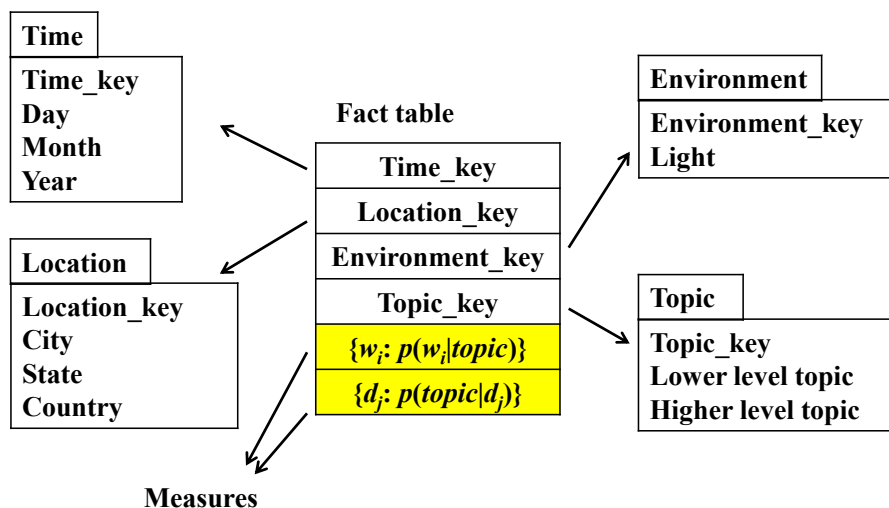 Time
Time_key
Day
Month
Year
Location
Location_key
City
State
Country
Fact table
Time_key
Location_key
Environment_key
Topic_key
{wᵢ: p(wᵢ|topic)}
{dⱼ: p(topic|dⱼ)}
Measures
Environment
Environment_key
Light
Topic
Topic_key
Lower level topic
Higher level topic